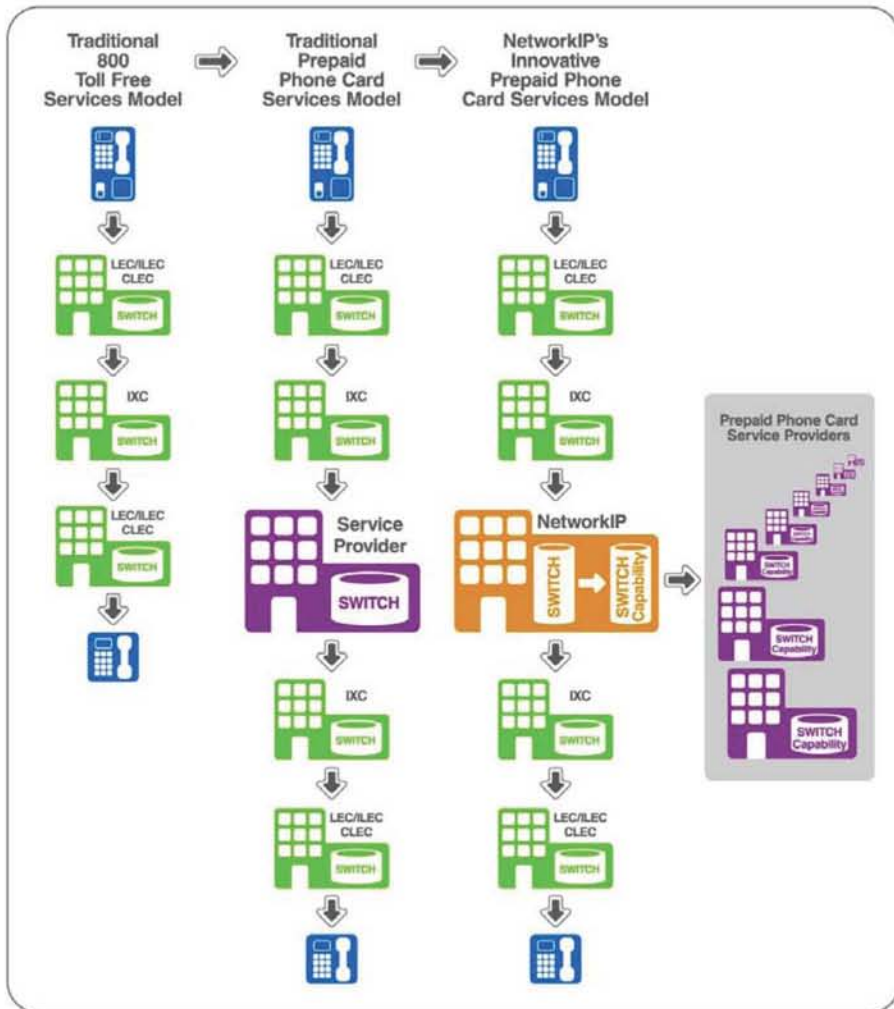 Traditional
800
Toll Free
Services Model
Traditional
Prepaid
Phone Card
Services Model
NetworkIP's
Innovative
Prepaid Phone
Card Services Model
LEC/ILEC
CLEC
SWITCH
LEC/ILEC
CLEC
SWITCH
LEC/ILEC
CLEC
SWITCH
IXC
SWITCH
IXC
SWITCH
IXC
SWITCH
Prepaid Phone Card
Service Providers
LEC/ILEC
CLEC
SWITCH
Service
Provider
SWITCH
NetworkIP
SWITCH
SWITCH
Capability
SWITCH
Capability
SWITCH
Capability
SWITCH
Capability
IXC
SWITCH
IXC
SWITCH
LEC/ILEC
CLEC
SWITCH
LEC/ILEC
CLEC
SWITCH